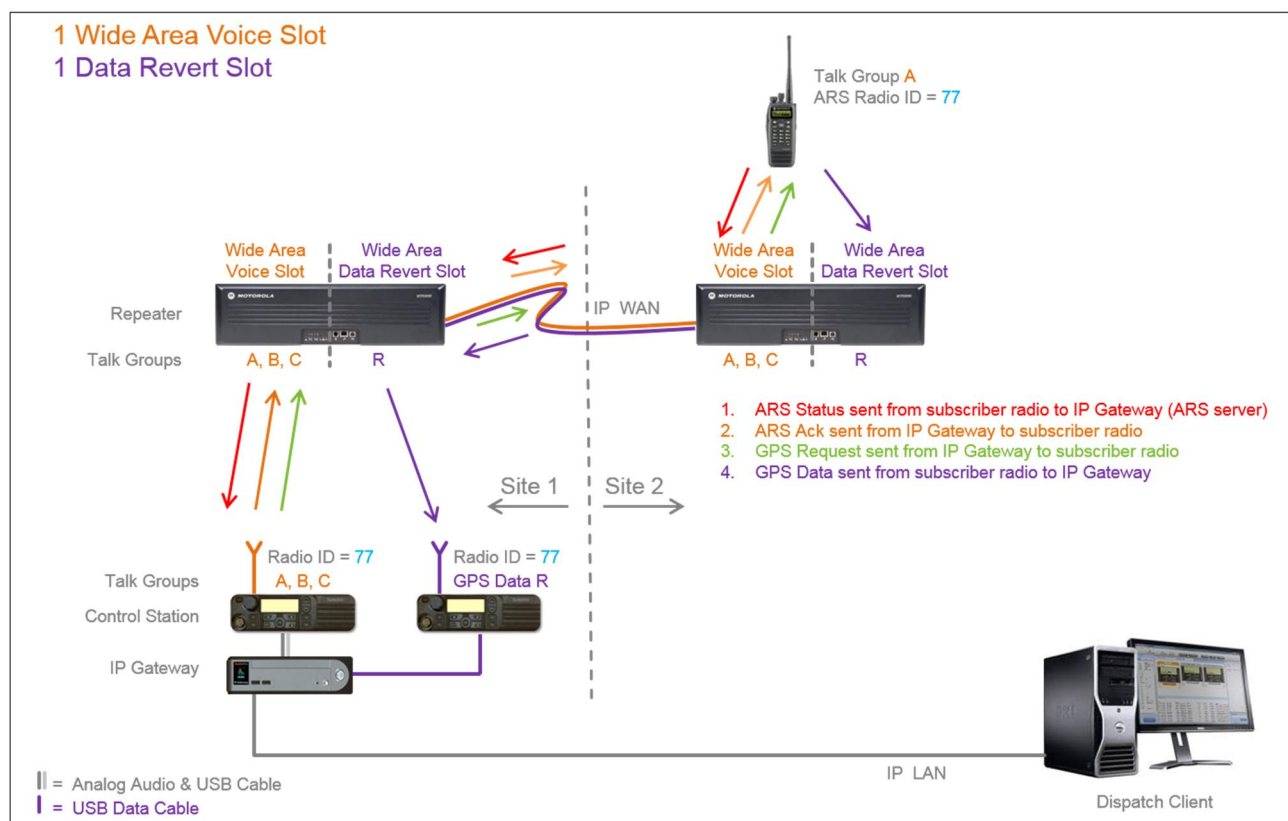 1 Wide Area Voice Slot
1 Data Revert Slot
Talk Group A
ARS Radio ID = 77
Wide Area
Voice Slot
Wide Area
Data Revert Slot
Wide Area
Voice Slot
Wide Area
Data Revert Slot
Repeater
MOTOROLA
IP WAN
MOTOROLA
Talk Groups
A, B, C
R
A, B, C
R
1. ARS Status sent from subscriber radio to IP Gateway (ARS server)
2. ARS Ack sent from IP Gateway to subscriber radio
3. GPS Request sent from IP Gateway to subscriber radio
4. GPS Data sent from subscriber radio to IP Gateway
Site 1
Site 2
Radio ID = 77
Radio ID = 77
Talk Groups
A, B, C
GPS Data R
Control Station
IP Gateway
IP LAN
Dispatch Client
= Analog Audio & USB Cable
= USB Data Cable